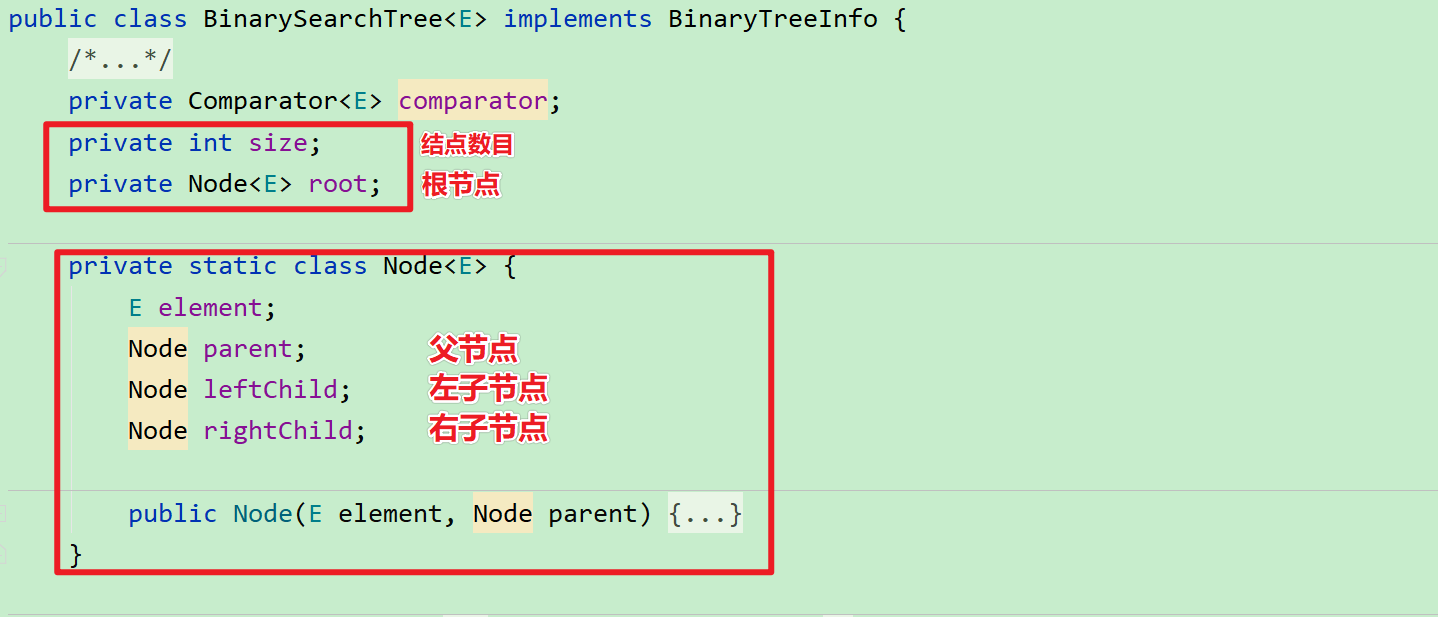 public class BinarySearchTree<E> implements BinaryTreeInfo {
/*...*/
private Comparator<E> comparator;
private int size; 结点数目
private Node<E> root; 根节点
private static class Node<E> {
E element;
Node parent; 父节点
Node leftChild; 左子节点
Node rightChild; 右子节点
public Node(E element, Node parent) {...}
}